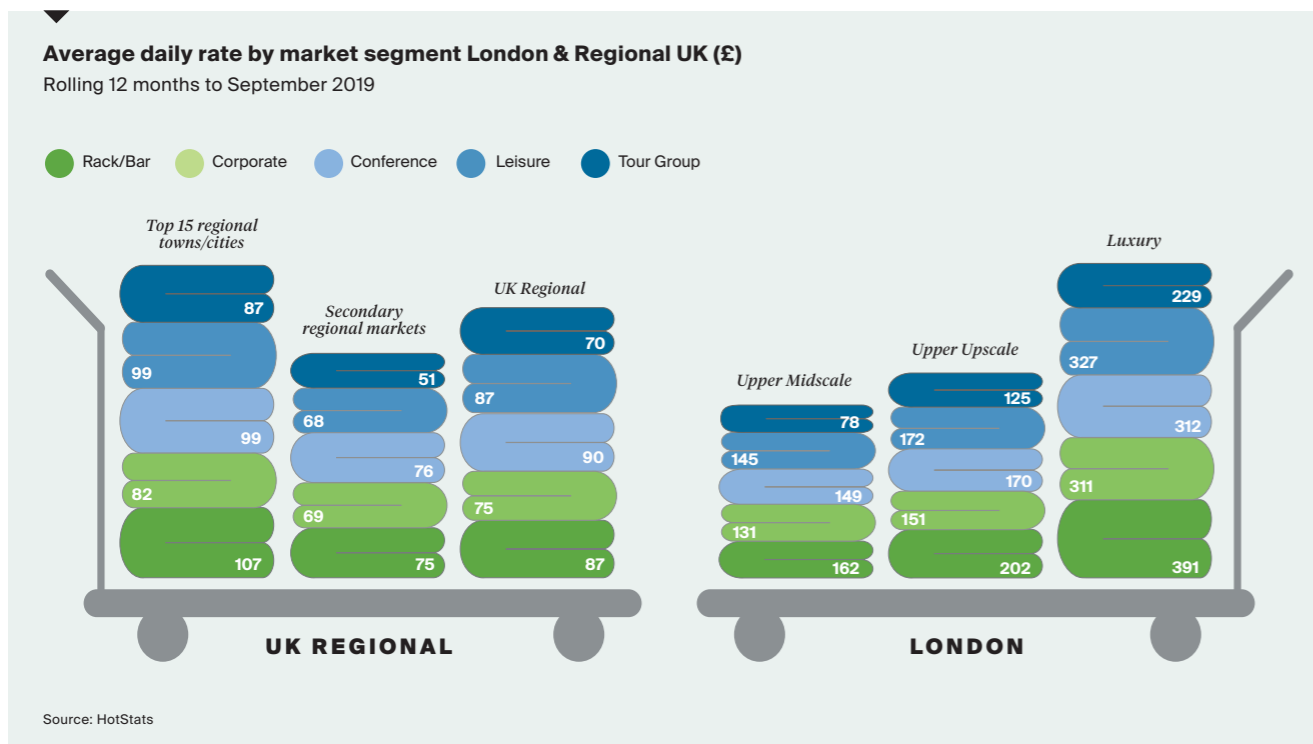 Average daily rate by market segment London & Regional UK (£)
Rolling 12 months to September 2019
Rack/Bar
Corporate
Conference
Leisure
Tour Group
Top 15 regional
towns/cities
87
99
99
82
107
Secondary
regional markets
51
68
76
69
75
UK Regional
70
87
90
75
87
UK REGIONAL
Upper Midscale
78
145
149
131
162
Upper Upscale
125
172
170
151
202
Luxury
229
327
312
311
391
LONDON
Source: HotStats